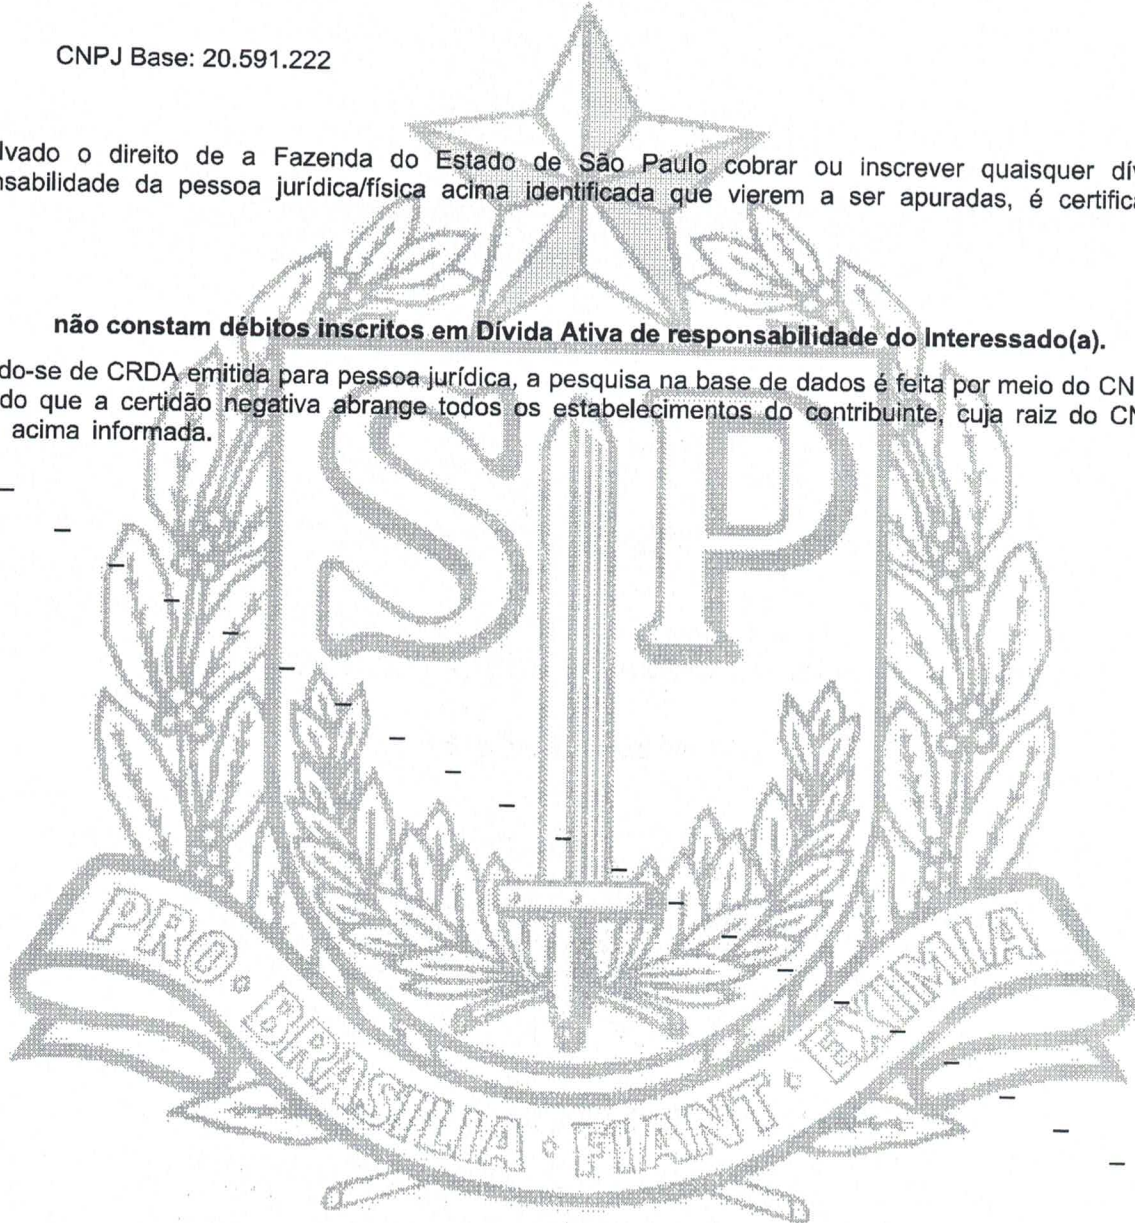 CNPJ Base: 20.591.222
lvado o direito de a Fazenda do Estado de São Paulo cobrar ou inscrever quaisquer dív
nsabilidade da pessoa jurídica/física acima identificada que vierem a ser apuradas, é certifica
não constam débitos inscritos em Dívida Ativa de responsabilidade do Interessado(a).
do-se de CRDA emitida para pessoa jurídica, a pesquisa na base de dados é feita por meio do CN
do que a certidão negativa abrange todos os estabelecimentos do contribuinte, cuja raiz do CN
acima informada.
SP
PRO · BRASILIA · FIANT · EXIMIA